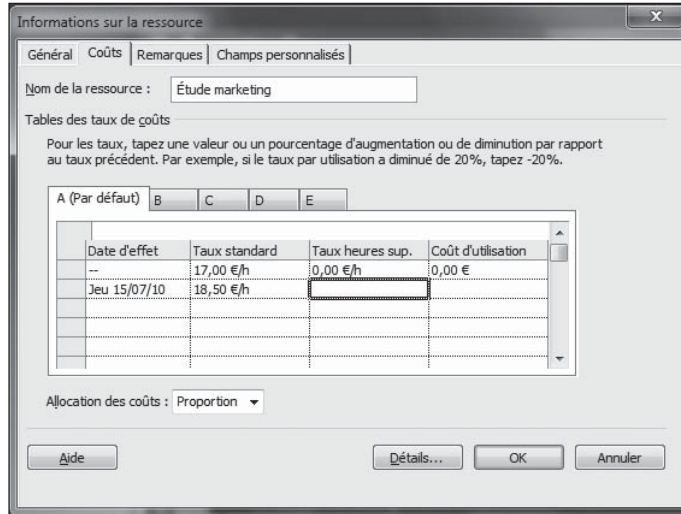 Informations sur la ressource
Général Coûts Remarques Champs personnalisés
Nom de la ressource : Étude marketing
Tables des taux de coûts
Pour les taux, tapez une valeur ou un pourcentage d'augmentation ou de diminution par rapport
au taux précédent. Par exemple, si le taux par utilisation a diminué de 20%, tapez -20%.
A (Par défaut) B C D E
Date d'effet Taux standard Taux heures sup. Coût d'utilisation
-- 17,00 €/h 0,00 €/h 0,00 €
Jeu 15/07/10 18,50 €/h
Allocation des coûts : Proportion
Aide Détails... OK Annuler